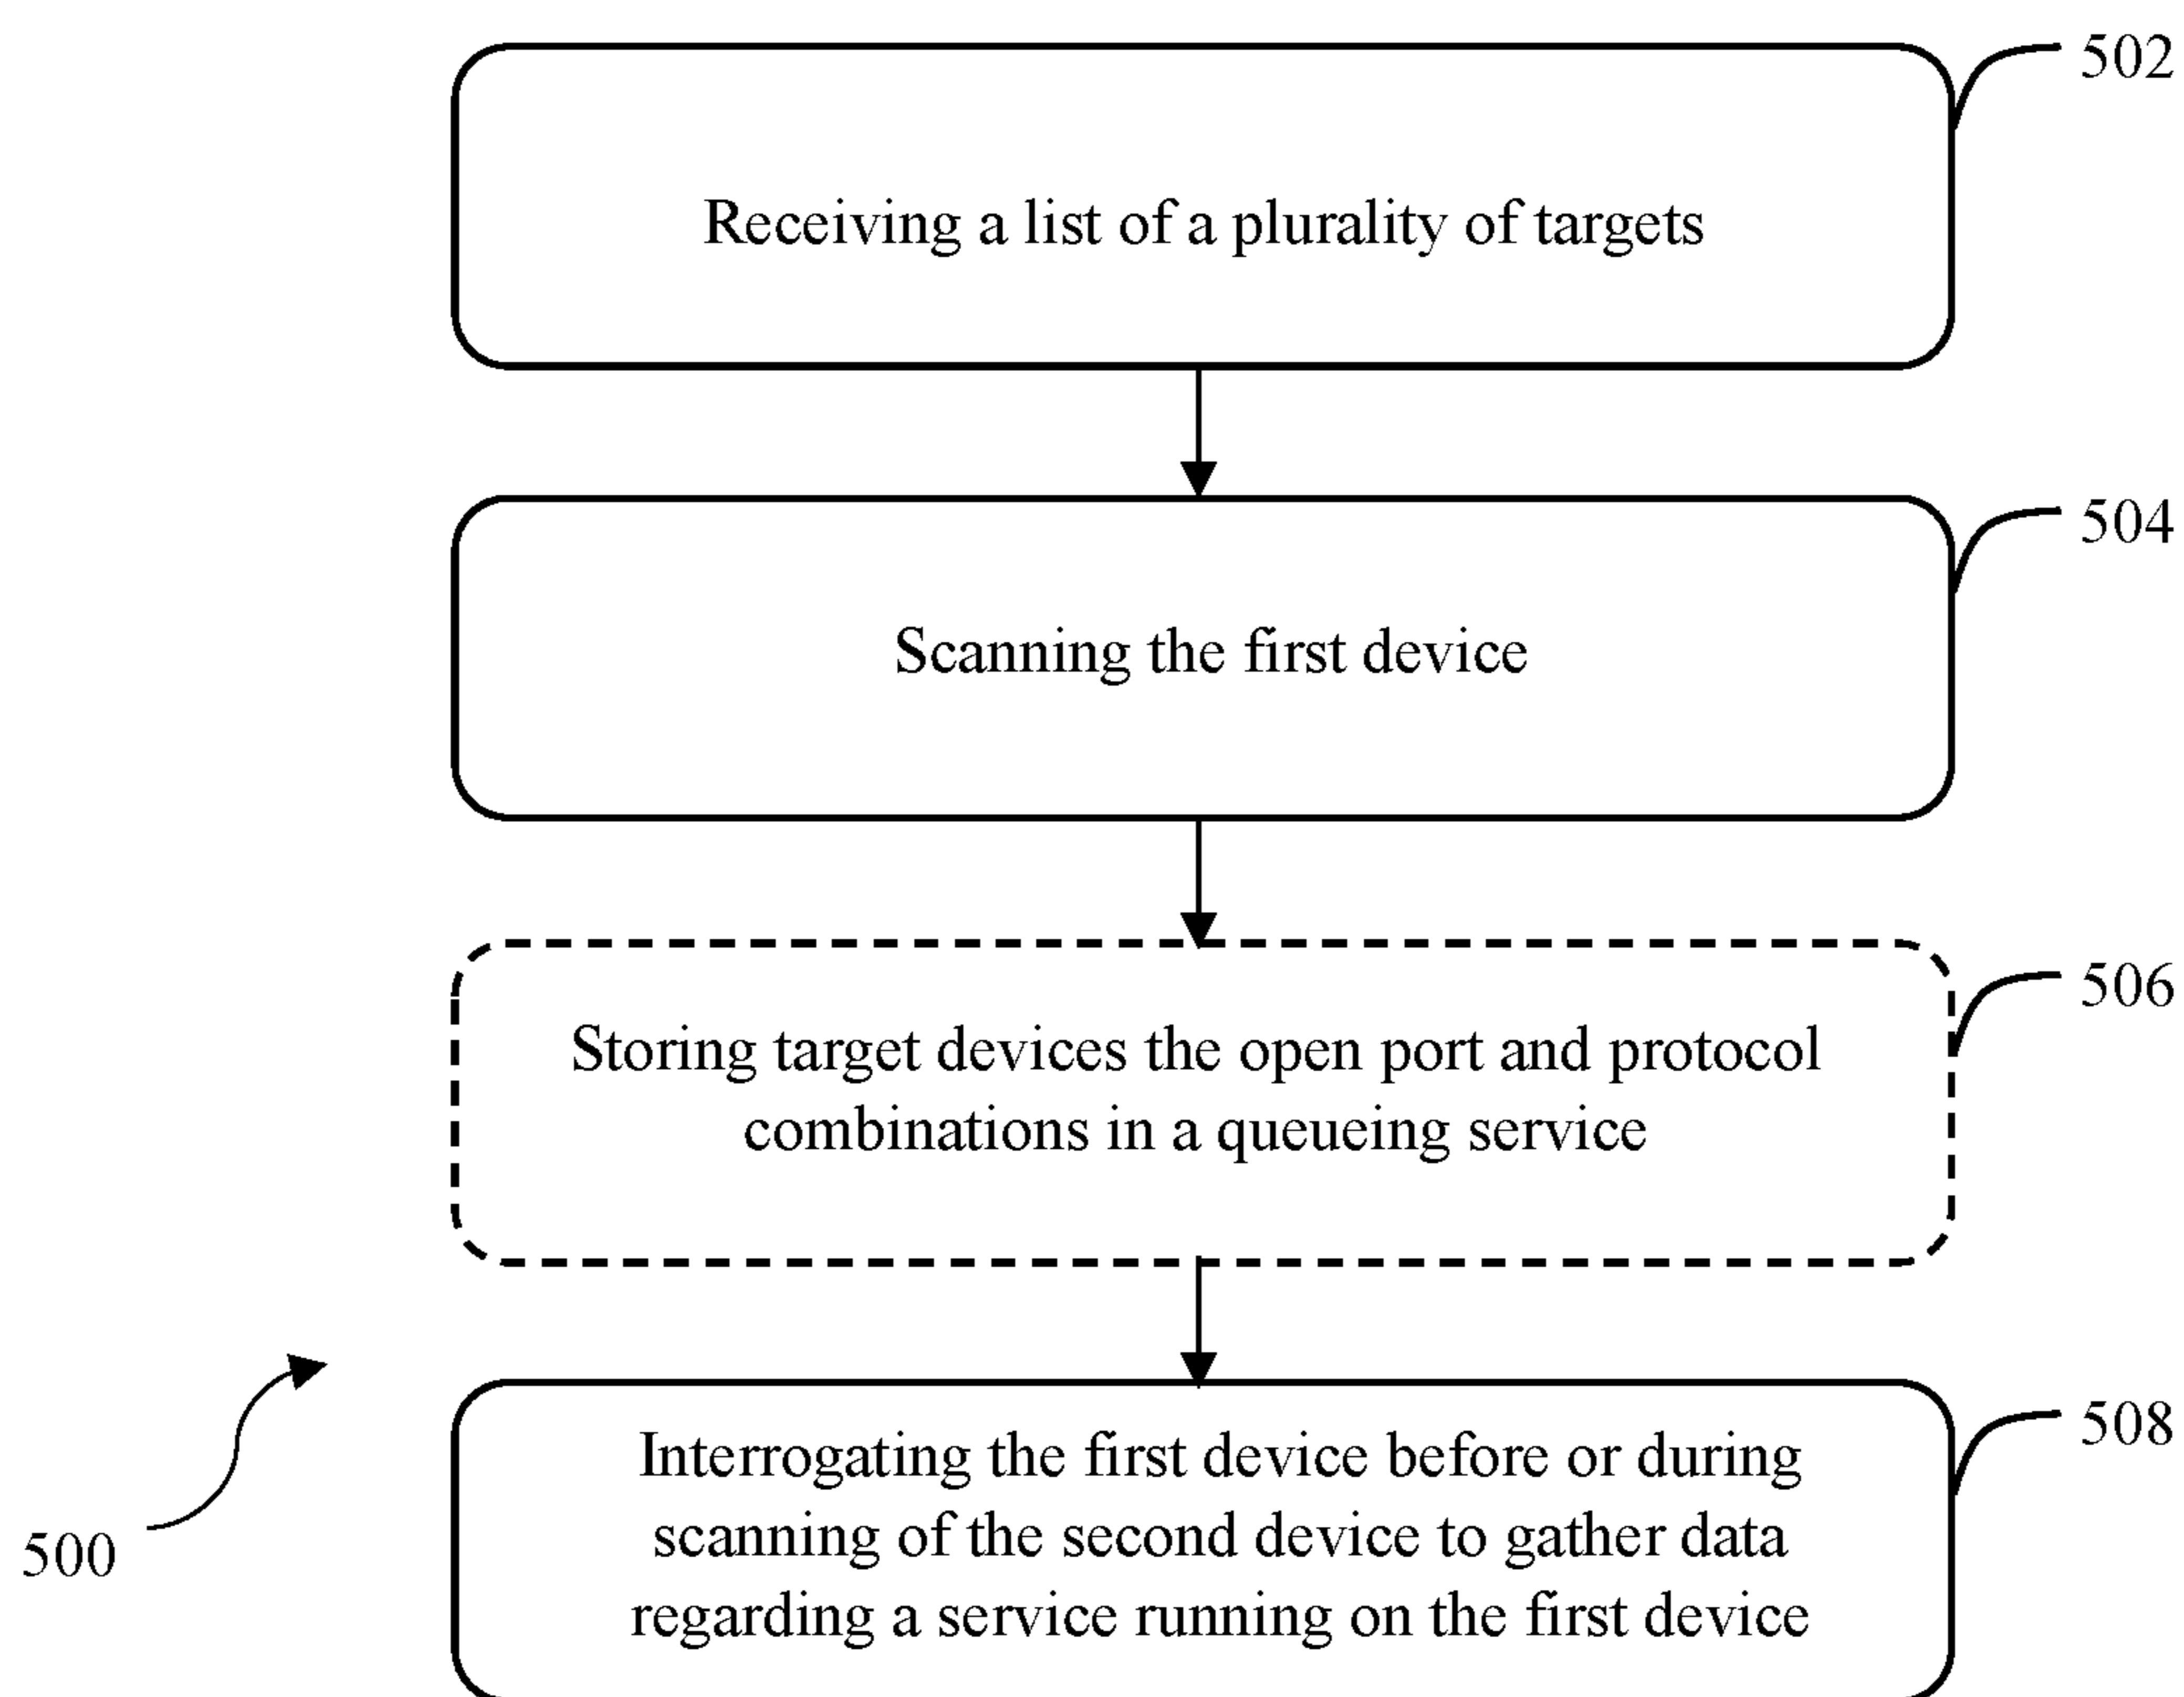 502
Receiving a list of a plurality of targets
504
Scanning the first device
506
Storing target devices the open port and protocol
combinations in a queueing service
508
Interrogating the first device before or during
scanning of the second device to gather data
regarding a service running on the first device
500